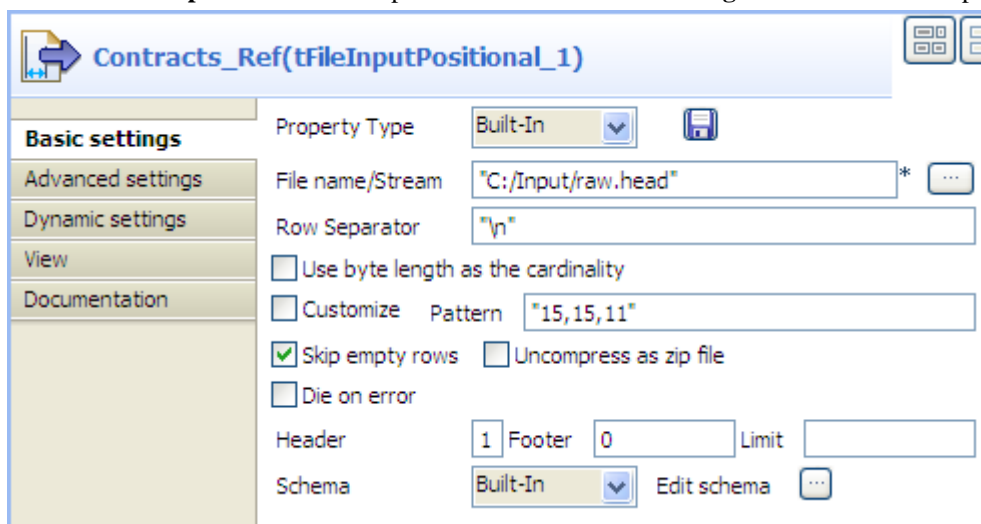 Contracts_Ref(tFileInputPositional_1)
Basic settings
Advanced settings
Dynamic settings
View
Documentation
Property Type Built-In
File name/Stream "C:/Input/raw.head" * ...
Row Separator "\n"
Use byte length as the cardinality
Customize Pattern "15,15,11"
Skip empty rows Uncompress as zip file
Die on error
Header 1 Footer 0 Limit
Schema Built-In Edit schema ...